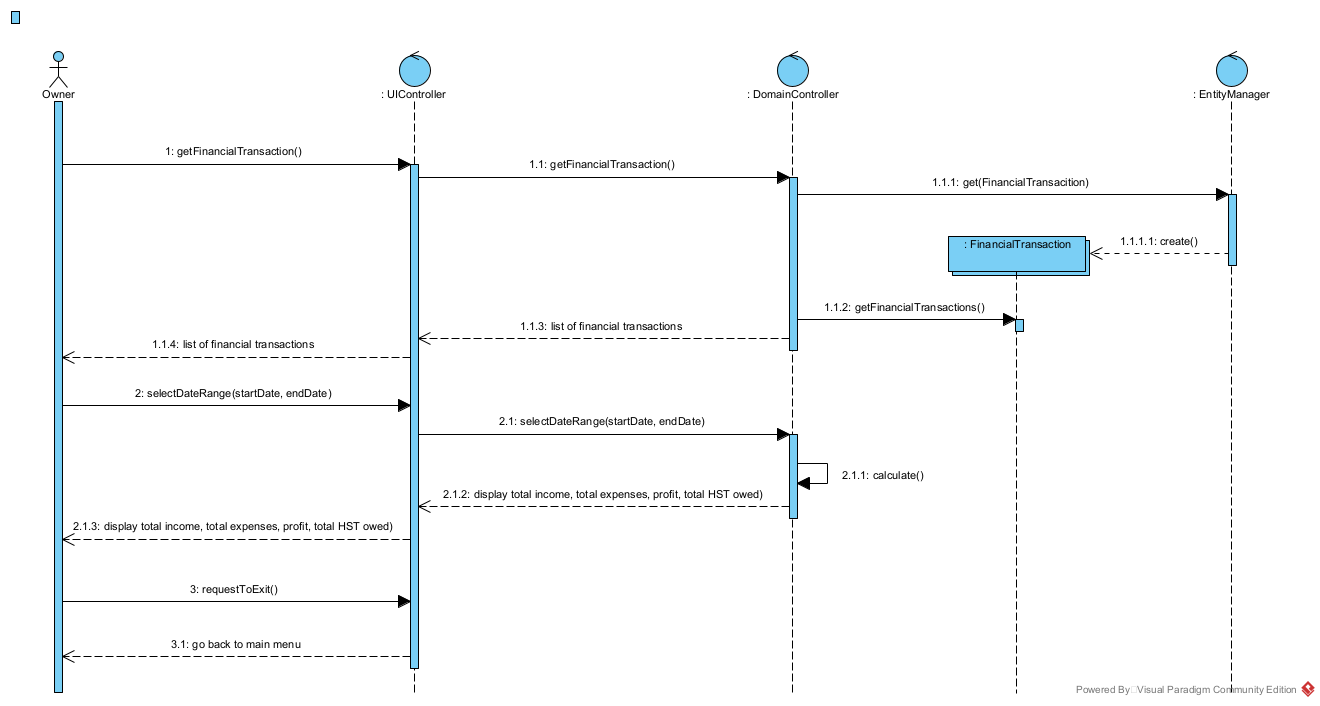 Owner
: UIController
: DomainController
: EntityManager
1: getFinancialTransaction()
1.1: getFinancialTransaction()
1.1.1: get(FinancialTransacition)
: FinancialTransaction
1.1.1.1: create()
1.1.2: getFinancialTransactions()
1.1.3: list of financial transactions
1.1.4: list of financial transactions
2: selectDateRange(startDate, endDate)
2.1: selectDateRange(startDate, endDate)
2.1.1: calculate()
2.1.2: display total income, total expenses, profit, total HST owed)
2.1.3: display total income, total expenses, profit, total HST owed)
3: requestToExit()
3.1: go back to main menu
Powered By Visual Paradigm Community Edition